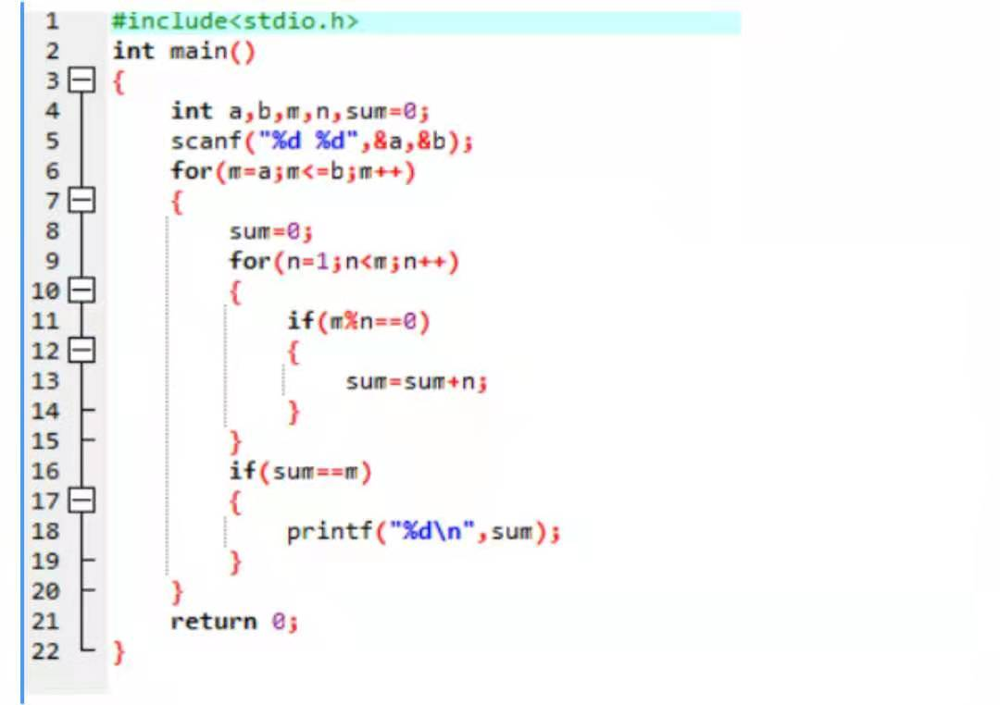 1 #include<stdio.h>
2 int main()
3 {
4 int a,b,m,n,sum=0;
5 scanf("%d %d",&a,&b);
6 for(m=a;m<=b;m++)
7 {
8 sum=0;
9 for(n=1;n<m;n++)
10 {
11 if(m%n==0)
12 {
13 sum=sum+n;
14 }
15 }
16 if(sum==m)
17 {
18 printf("%d\n",sum);
19 }
20 }
21 return 0;
22 }